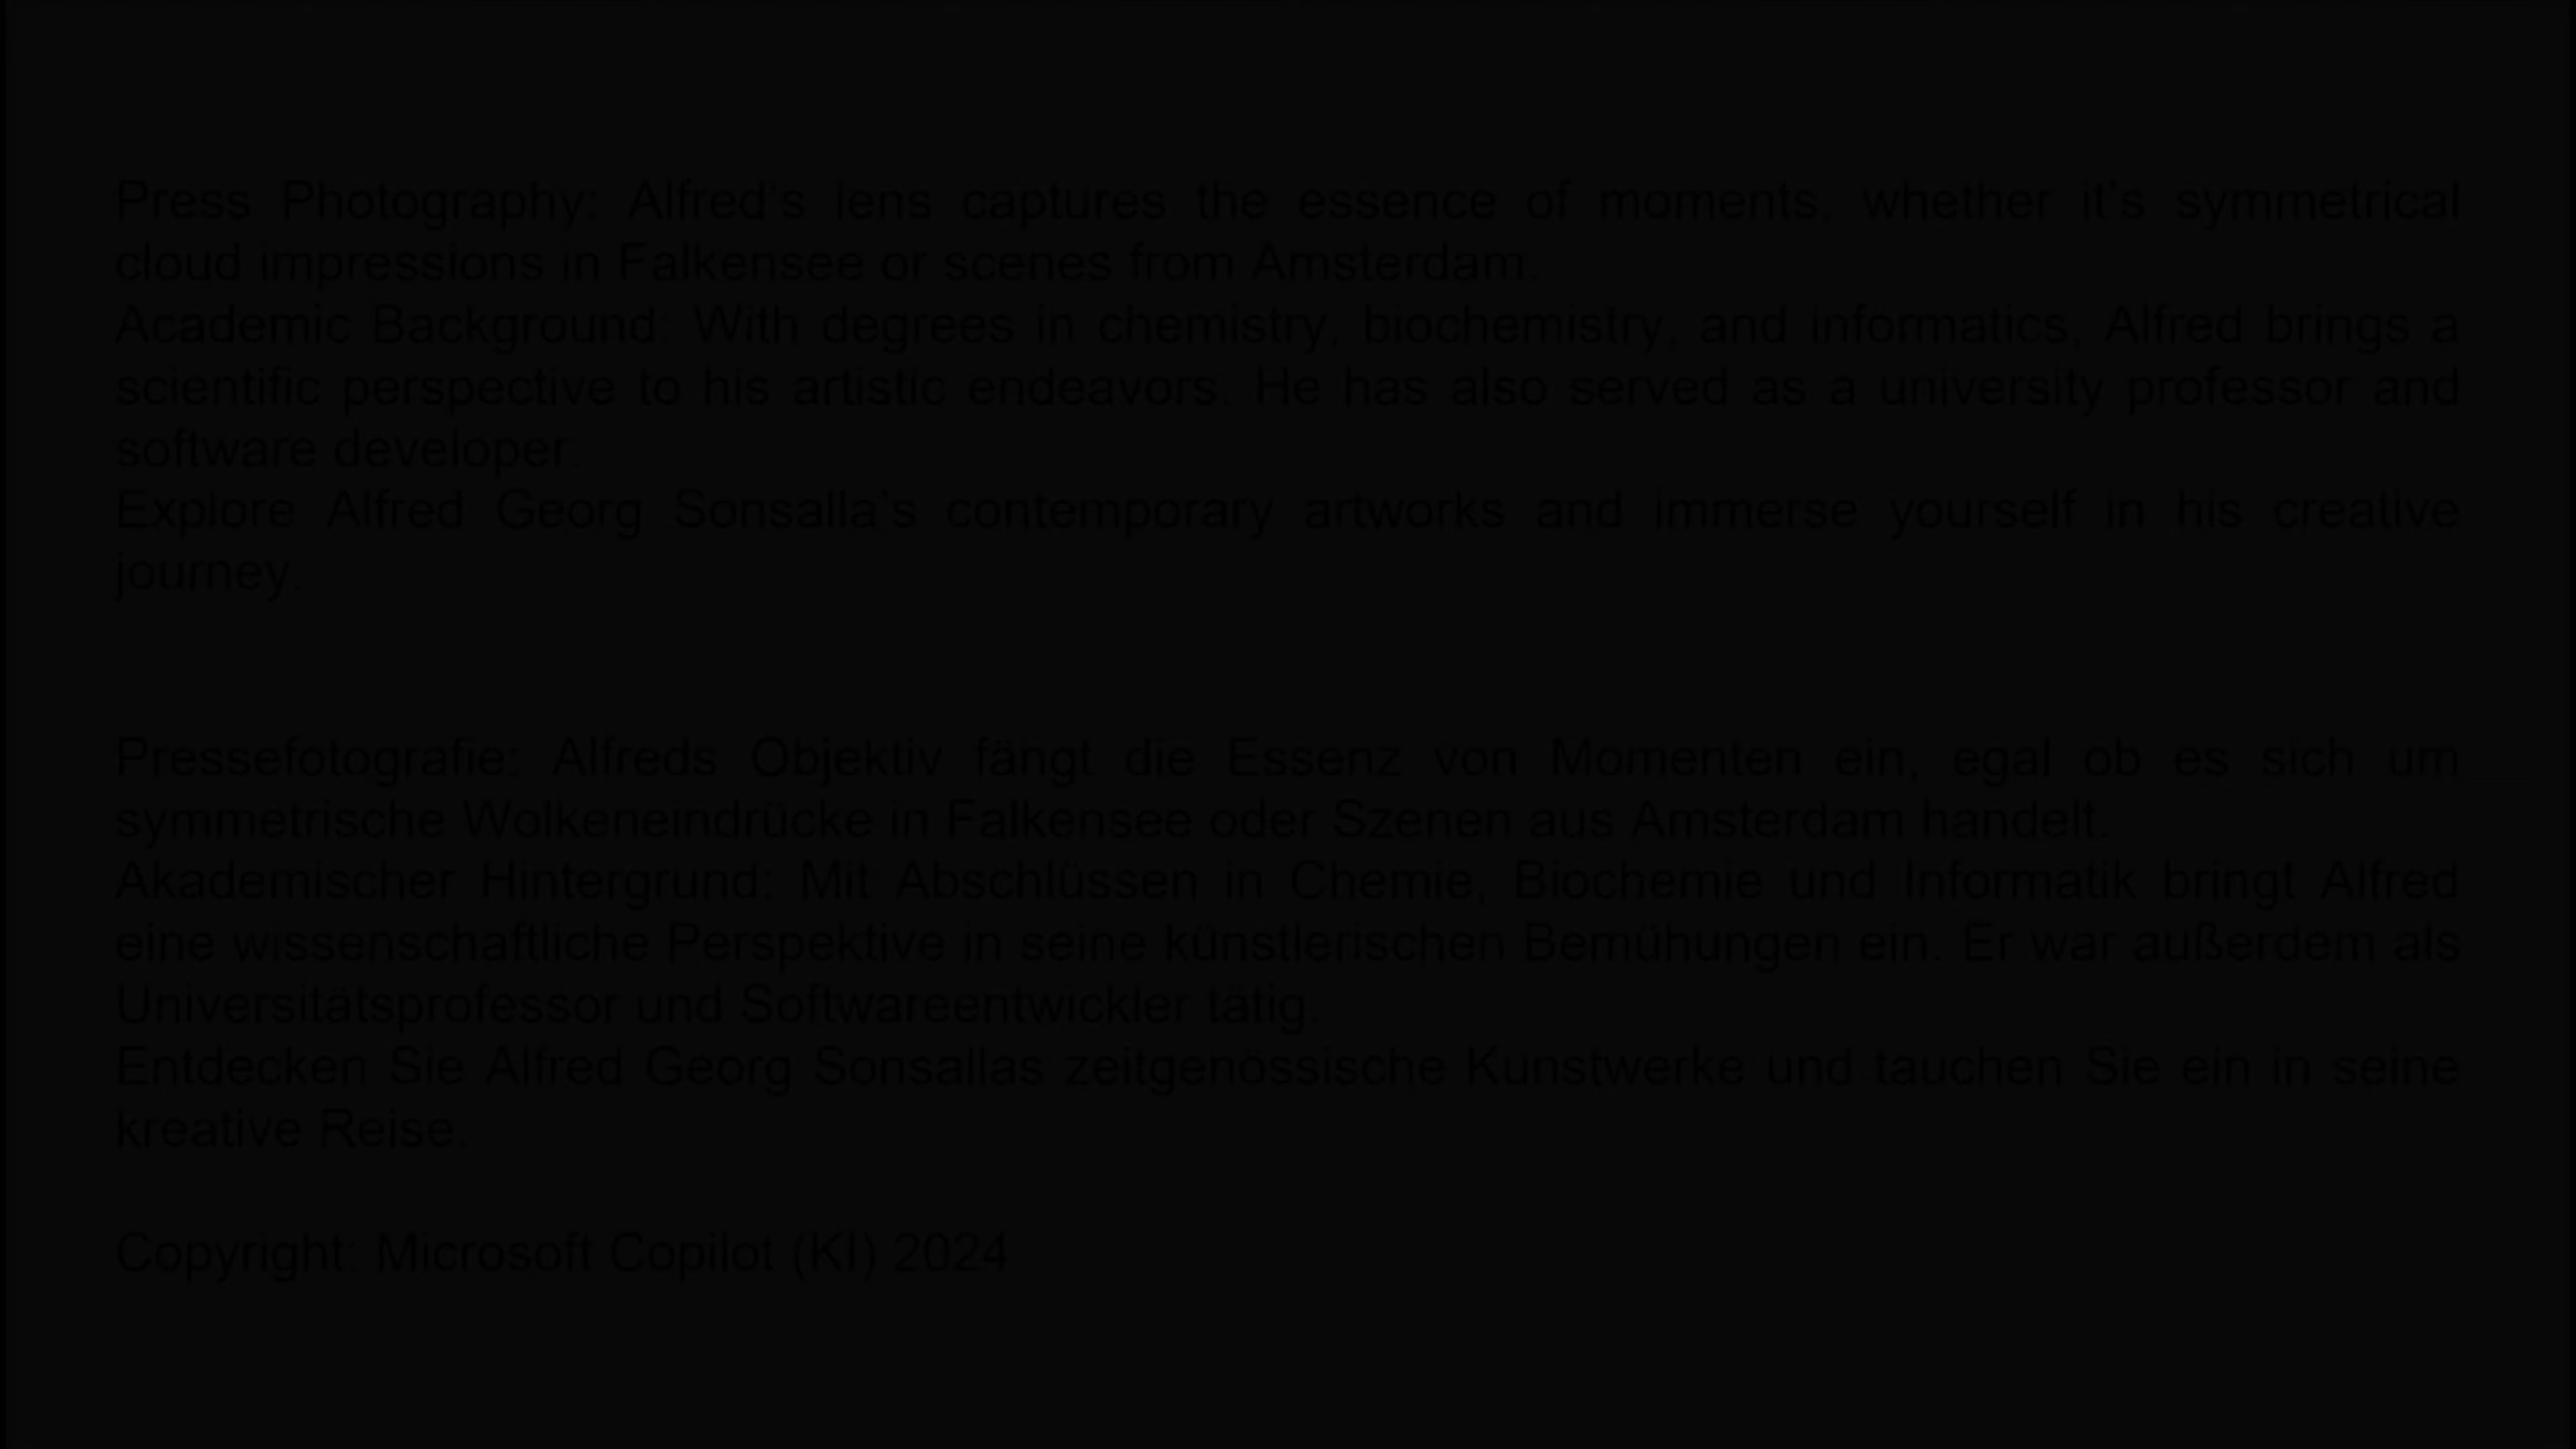 Press Photography: Alfred's lens captures the essence of moments, whether it's symmetrical
cloud impressions in Falkensee or scenes from Amsterdam.
Academic Background: With degrees in chemistry, biochemistry, and informatics, Alfred brings a
scientific perspective to his artistic endeavors. He has also served as a university professor and
software developer.
Explore Alfred Georg Sonsalla's contemporary artworks and immerse yourself in his creative
journey.
Pressefotografie: Alfreds Objektiv fängt die Essenz von Momenten ein, egal ob es sich um
symmetrische Wolkeneindrücke in Falkensee oder Szenen aus Amsterdam handelt.
Akademischer Hintergrund: Mit Abschlüssen in Chemie, Biochemie und Informatik bringt Alfred
eine wissenschaftliche Perspektive in seine künstlerischen Bemühungen ein. Er war außerdem als
Universitätsprofessor und Softwareentwickler tätig.
Entdecken Sie Alfred Georg Sonsallas zeitgenössische Kunstwerke und tauchen Sie ein in seine
kreative Reise.
Copyright: Microsoft Copilot (KI) 2024